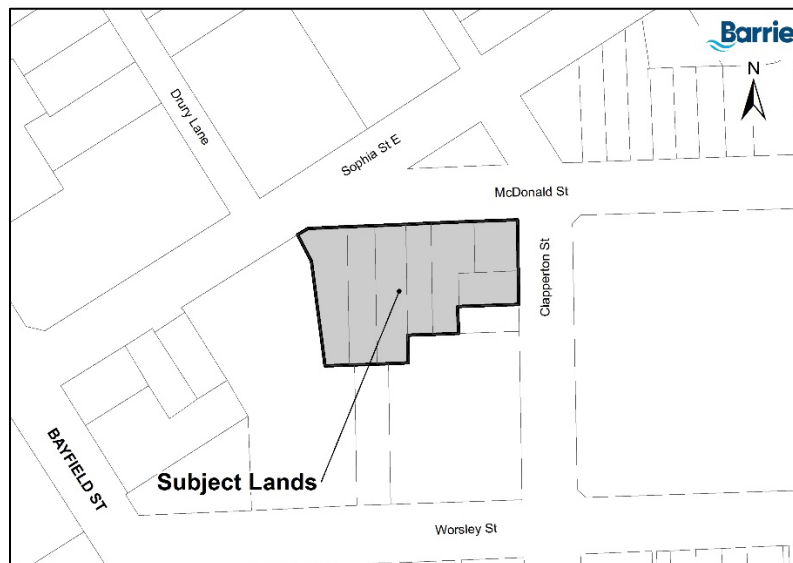 Barrie
N
Drury Lane
Sophia St E
McDonald St
Clapperton St
Subject Lands
BAYFIELD ST
Worsley St